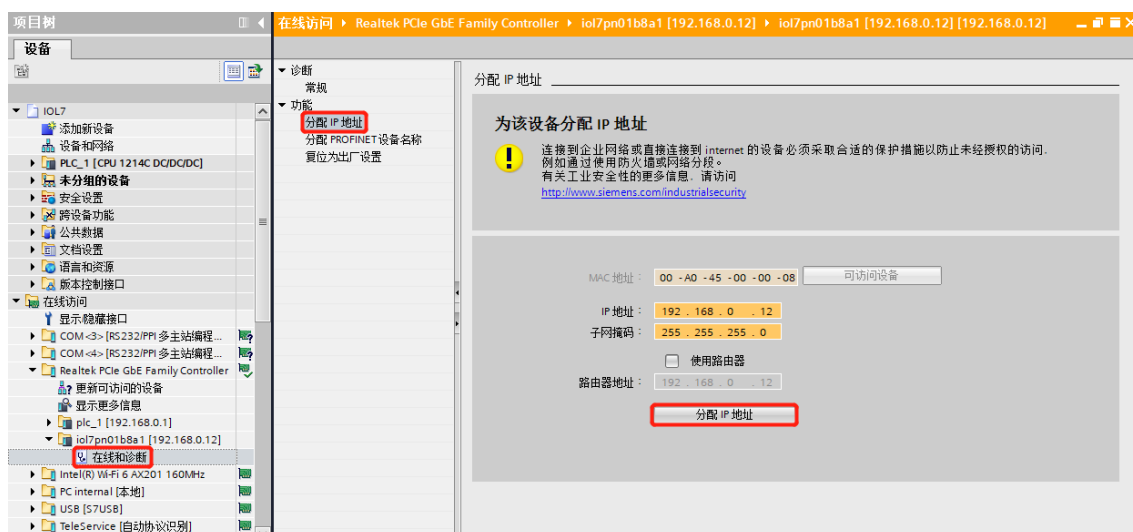 项目树
在线访问 ▸ Realtek PCIe GbE Family Controller ▸ iol7pn01b8a1 [192.168.0.12] ▸ iol7pn01b8a1 [192.168.0.12] [192.168.0.12]
设备
IOL7
添加新设备
设备和网络
PLC_1 [CPU 1214C DC/DC/DC]
未分组的设备
安全设置
跨设备功能
公共数据
文档设置
语言和资源
版本控制接口
在线访问
显示/隐藏接口
COM <3> [RS232/PPI 多主站编程...
COM <4> [RS232/PPI 多主站编程...
Realtek PCIe GbE Family Controller
更新可访问的设备
显示更多信息
plc_1 [192.168.0.1]
iol7pn01b8a1 [192.168.0.12]
在线和诊断
Intel(R) Wi-Fi 6 AX201 160MHz
PC internal [本地]
USB [S7USB]
TeleService [自动协议识别]
诊断
常规
功能
分配 IP 地址
分配 PROFINET 设备名称
复位为出厂设置
分配 IP 地址
为该设备分配 IP 地址
连接到企业网络或直接连接到 internet 的设备必须采取合适的保护措施以防止未经授权的访问.
例如通过使用防火墙或网络分段。
有关工业安全性的更多信息. 请访问
http://www.siemens.com/industrialsecurity
MAC 地址: 00 -A0 -45 -00 -00 -08 可访问设备
IP 地址: 192 . 168 . 0 . 12
子网掩码: 255 . 255 . 255 . 0
使用路由器
路由器地址: 192 . 168 . 0 . 12
分配 IP 地址